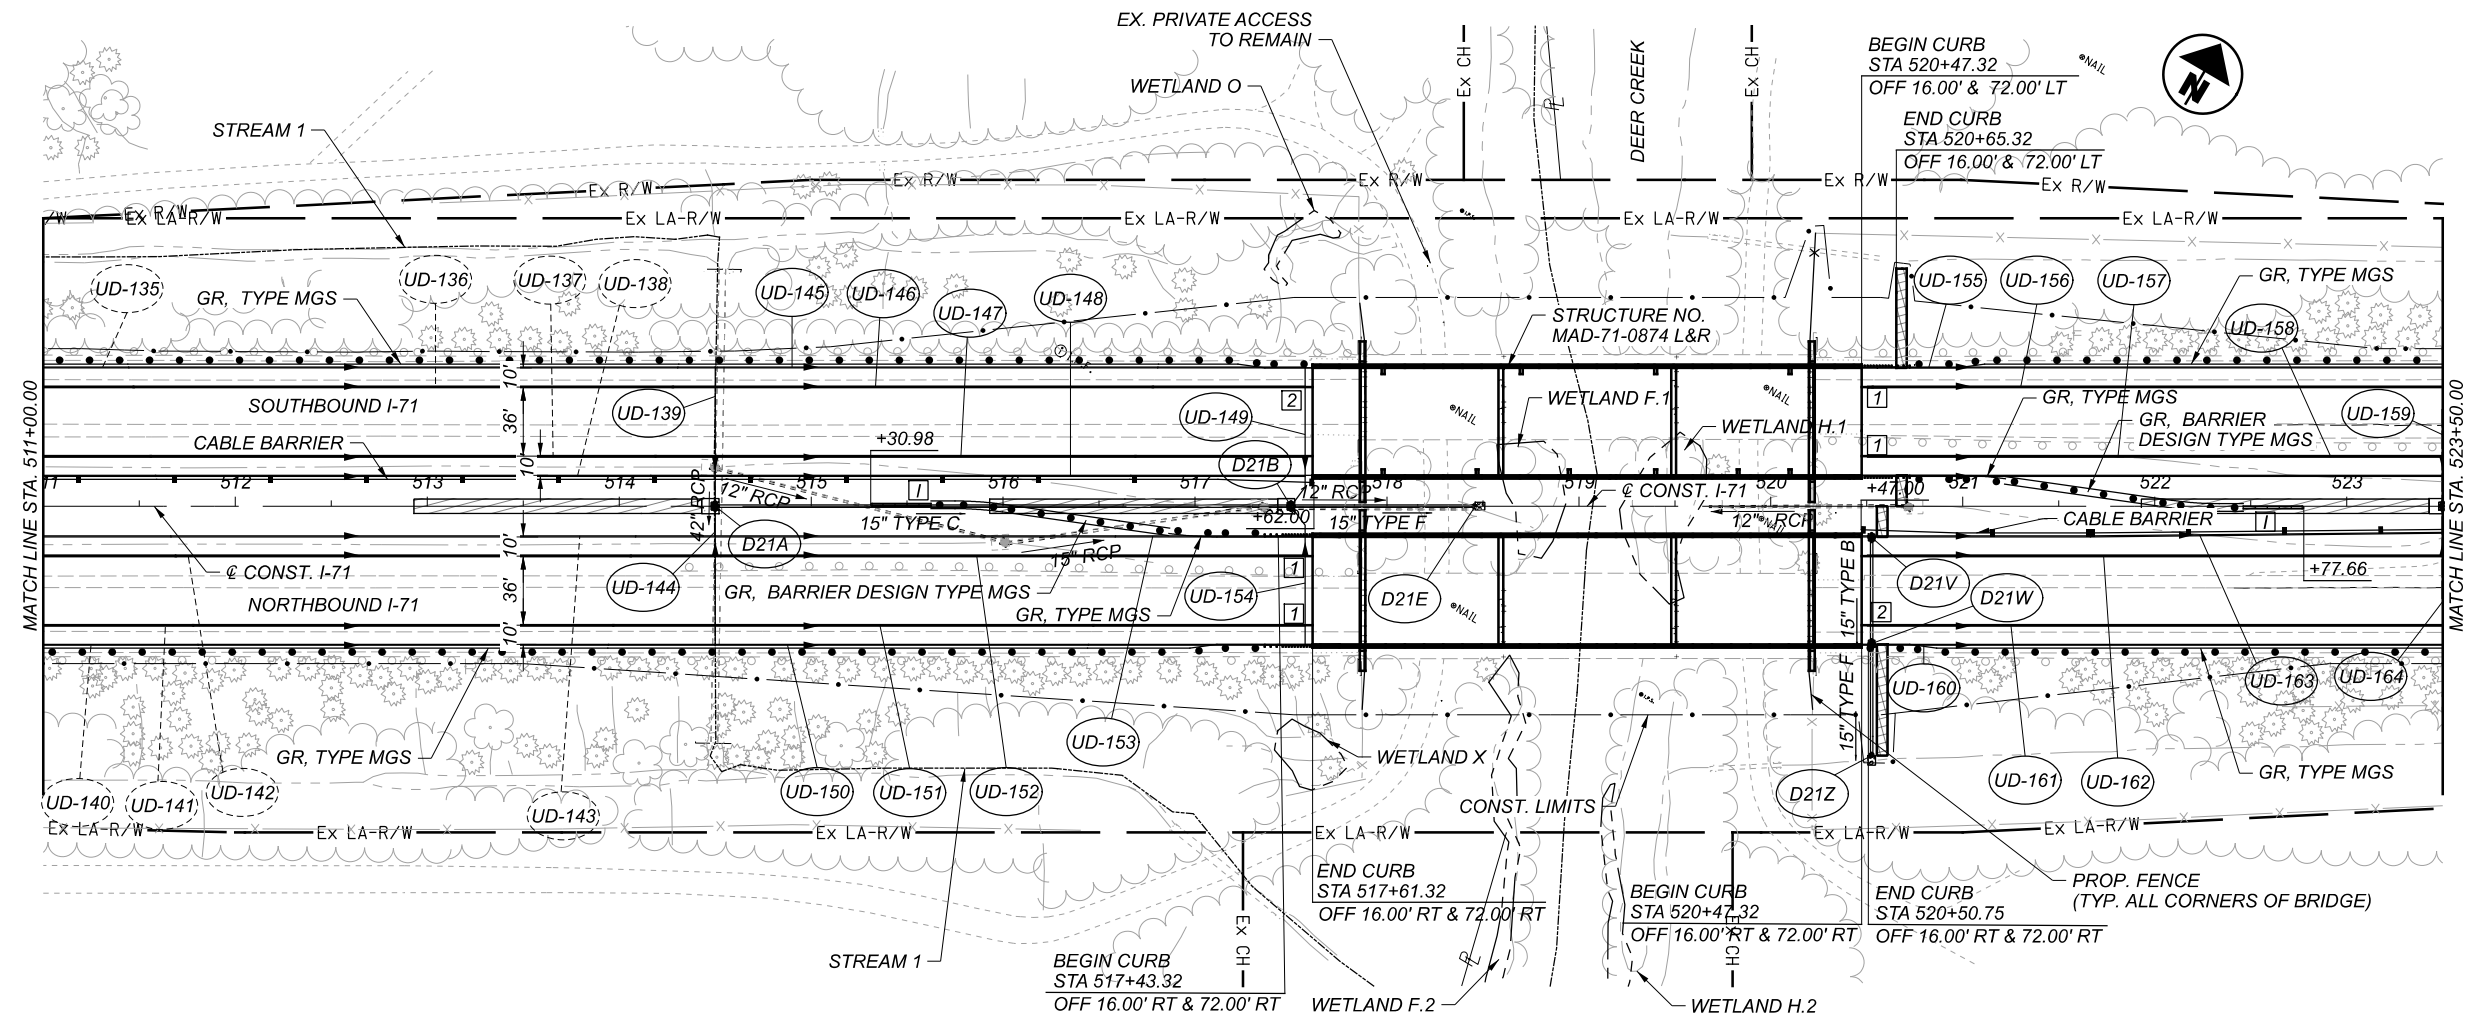 EX. PRIVATE ACCESS
TO REMAIN
WETLAND O
STREAM 1
Ex CH
DEER CREEK
Ex CH
BEGIN CURB
STA 520+47.32
OFF 16.00' & 72.00' LT
END CURB
STA 520+65.32
OFF 16.00' & 72.00' LT
NAIL
N
Ex R/W
Ex R/W
Ex R/W
Ex R/W
Ex R/W
Ex R/W
/W
Ex LA-R/W
Ex LA-R/W
Ex LA-R/W
Ex LA-R/W
Ex LA-R/W
UD-135
UD-136
UD-137
UD-138
UD-145
UD-146
UD-147
UD-148
UD-155
UD-156
UD-157
UD-158
GR, TYPE MGS
GR, TYPE MGS
STRUCTURE NO.
MAD-71-0874 L&R
MATCH LINE STA. 511+00.00
MATCH LINE STA. 523+50.00
10'
36'
10'
10'
36'
10'
SOUTHBOUND I-71
CABLE BARRIER
UD-139
UD-149
D21B
2
WETLAND F.1
WETLAND H.1
NAIL
NAIL
1
1
GR, TYPE MGS
GR, BARRIER
DESIGN TYPE MGS
UD-159
+30.98
11
512
513
514
515
516
517
518
519
520
521
522
523
42" RCP
12" RCP
I
15" TYPE C
12" RCP
15" TYPE F
+62.00
℄ CONST. I-71
12" RCP
NAIL
+47.00
CABLE BARRIER
I
+77.66
D21A
15" RCP
℄ CONST. I-71
NORTHBOUND I-71
UD-144
GR, BARRIER DESIGN TYPE MGS
GR, TYPE MGS
UD-154
1
1
D21E
NAIL
15" TYPE B
D21V
D21W
2
15" TYPE F
UD-160
UD-163
UD-164
GR, TYPE MGS
UD-153
WETLAND X
CONST. LIMITS
D21Z
UD-161
UD-162
GR, TYPE MGS
UD-140
UD-141
UD-142
UD-143
UD-150
UD-151
UD-152
Ex LA-R/W
Ex LA-R/W
Ex LA-R/W
Ex LA-R/W
Ex LA-R/W
Ex LA-R/W
END CURB
STA 517+61.32
OFF 16.00' RT & 72.00' RT
BEGIN CURB
STA 520+47.32
OFF 16.00' RT & 72.00' RT
END CURB
STA 520+50.75
OFF 16.00' RT & 72.00' RT
PROP. FENCE
(TYP. ALL CORNERS OF BRIDGE)
Ex CH
Ex CH
STREAM 1
BEGIN CURB
STA 517+43.32
OFF 16.00' RT & 72.00' RT
WETLAND F.2
WETLAND H.2